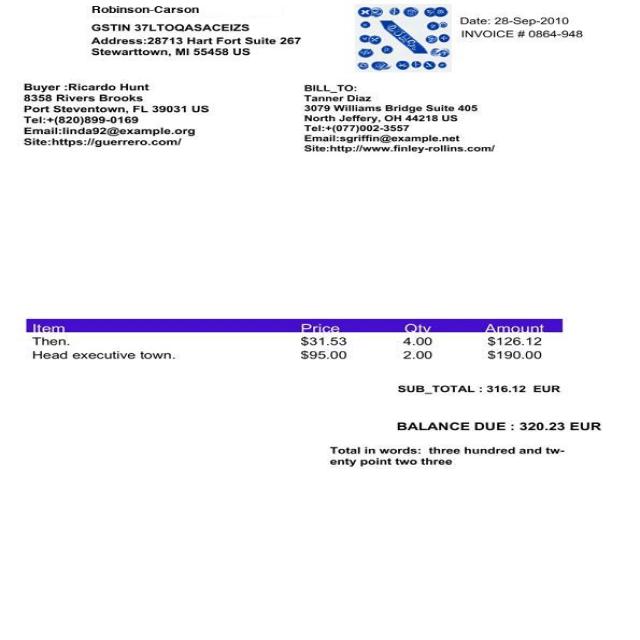 Robinson-Carson
GSTIN 37LTOQASACEIZS
Address:28713 Hart Fort Suite 267
Stewarttown, MI 55458 US
Date: 28-Sep-2010
INVOICE # 0864-948
Buyer :Ricardo Hunt
8358 Rivers Brooks
Port Steventown, FL 39031 US
Tel:+(820)899-0169
Email:linda92@example.org
Site:https://guerrero.com/
BILL_TO:
Tanner Diaz
3079 Williams Bridge Suite 405
North Jeffery, OH 44218 US
Tel:+(077)002-3557
Email:sgriffin@example.net
Site:http://www.finley-rollins.com/
Item Price Qty Amount
Then. $31.53 4.00 $126.12
Head executive town. $95.00 2.00 $190.00
SUB_TOTAL : 316.12 EUR
BALANCE DUE : 320.23 EUR
Total in words: three hundred and tw-
enty point two three